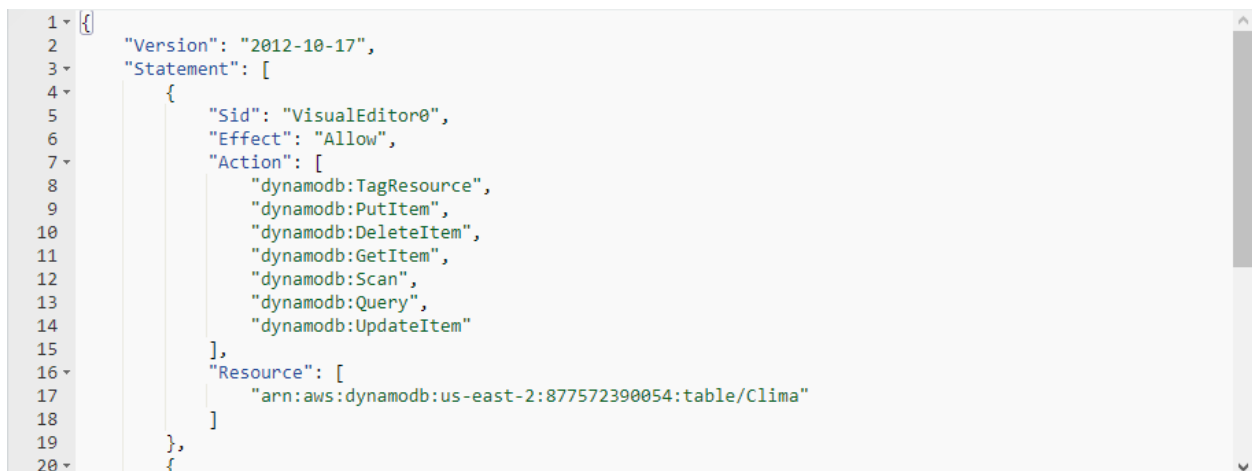 1 {
2 "Version": "2012-10-17",
3 "Statement": [
4 {
5 "Sid": "VisualEditor0",
6 "Effect": "Allow",
7 "Action": [
8 "dynamodb:TagResource",
9 "dynamodb:PutItem",
10 "dynamodb:DeleteItem",
11 "dynamodb:GetItem",
12 "dynamodb:Scan",
13 "dynamodb:Query",
14 "dynamodb:UpdateItem"
15 ],
16 "Resource": [
17 "arn:aws:dynamodb:us-east-2:877572390054:table/Clima"
18 ]
19 },
20 {